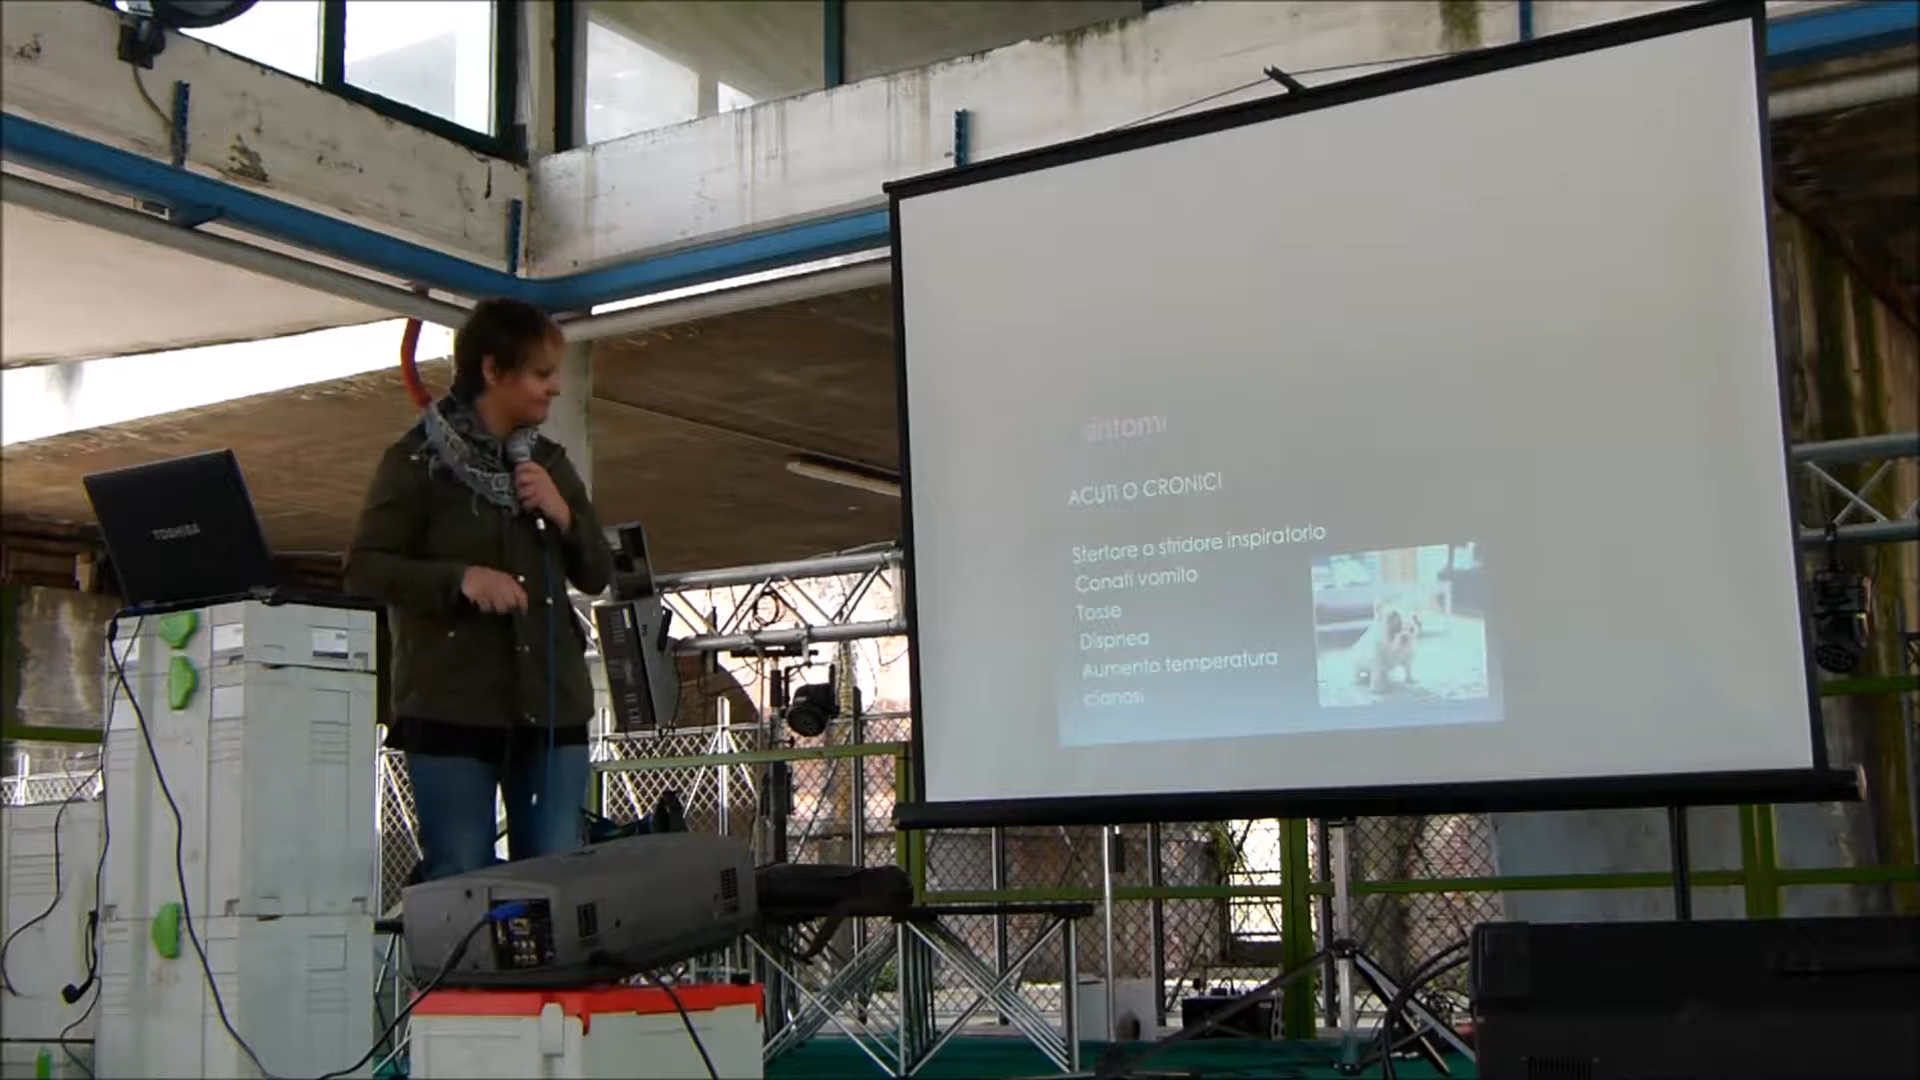 TOSHIBA
sintomi
ACUTI O CRONICI
Stertore o stridore inspiratorio
Conati vomito
Tosse
Dispnea
Aumento temperatura
cianosi